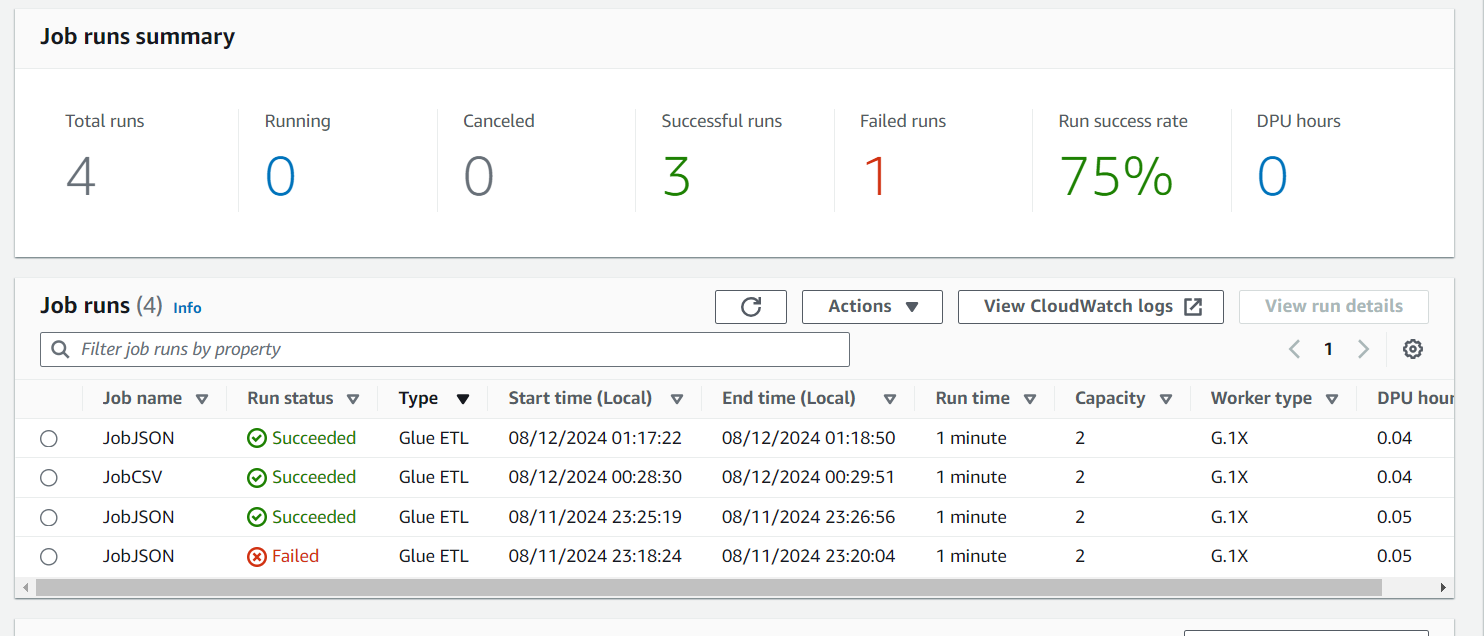 Job runs summary
Total runs Running Canceled Successful runs Failed runs Run success rate DPU hours
4 0 0 3 1 75% 0
Job runs (4) Info Actions View CloudWatch logs View run details
Filter job runs by property 1
Job name Run status Type Start time (Local) End time (Local) Run time Capacity Worker type DPU hour
JobJSON Succeeded Glue ETL 08/12/2024 01:17:22 08/12/2024 01:18:50 1 minute 2 G.1X 0.04
JobCSV Succeeded Glue ETL 08/12/2024 00:28:30 08/12/2024 00:29:51 1 minute 2 G.1X 0.04
JobJSON Succeeded Glue ETL 08/11/2024 23:25:19 08/11/2024 23:26:56 1 minute 2 G.1X 0.05
JobJSON Failed Glue ETL 08/11/2024 23:18:24 08/11/2024 23:20:04 1 minute 2 G.1X 0.05